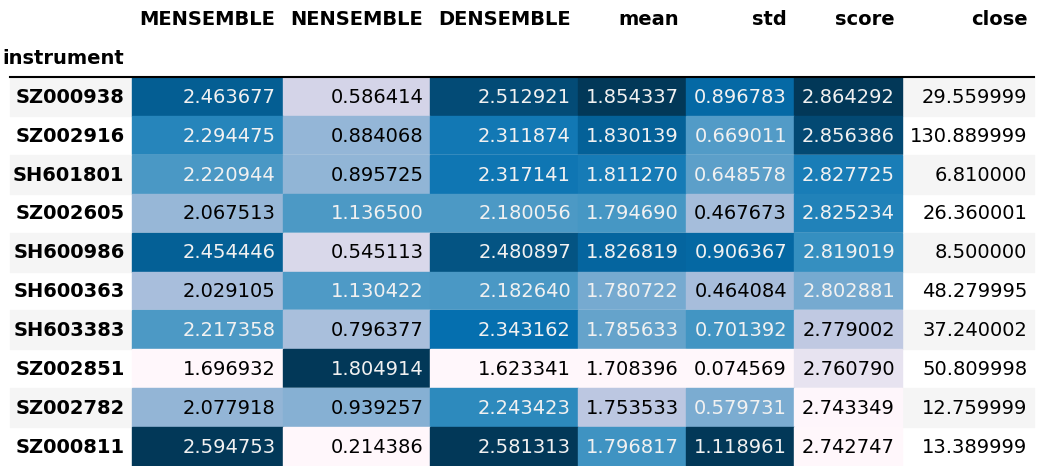 MENSEMBLE NENSEMBLE DENSEMBLE mean std score close
instrument
SZ000938 2.463677 0.586414 2.512921 1.854337 0.896783 2.864292 29.559999
SZ002916 2.294475 0.884068 2.311874 1.830139 0.669011 2.856386 130.889999
SH601801 2.220944 0.895725 2.317141 1.811270 0.648578 2.827725 6.810000
SZ002605 2.067513 1.136500 2.180056 1.794690 0.467673 2.825234 26.360001
SH600986 2.454446 0.545113 2.480897 1.826819 0.906367 2.819019 8.500000
SH600363 2.029105 1.130422 2.182640 1.780722 0.464084 2.802881 48.279995
SH603383 2.217358 0.796377 2.343162 1.785633 0.701392 2.779002 37.240002
SZ002851 1.696932 1.804914 1.623341 1.708396 0.074569 2.760790 50.809998
SZ002782 2.077918 0.939257 2.243423 1.753533 0.579731 2.743349 12.759999
SZ000811 2.594753 0.214386 2.581313 1.796817 1.118961 2.742747 13.389999